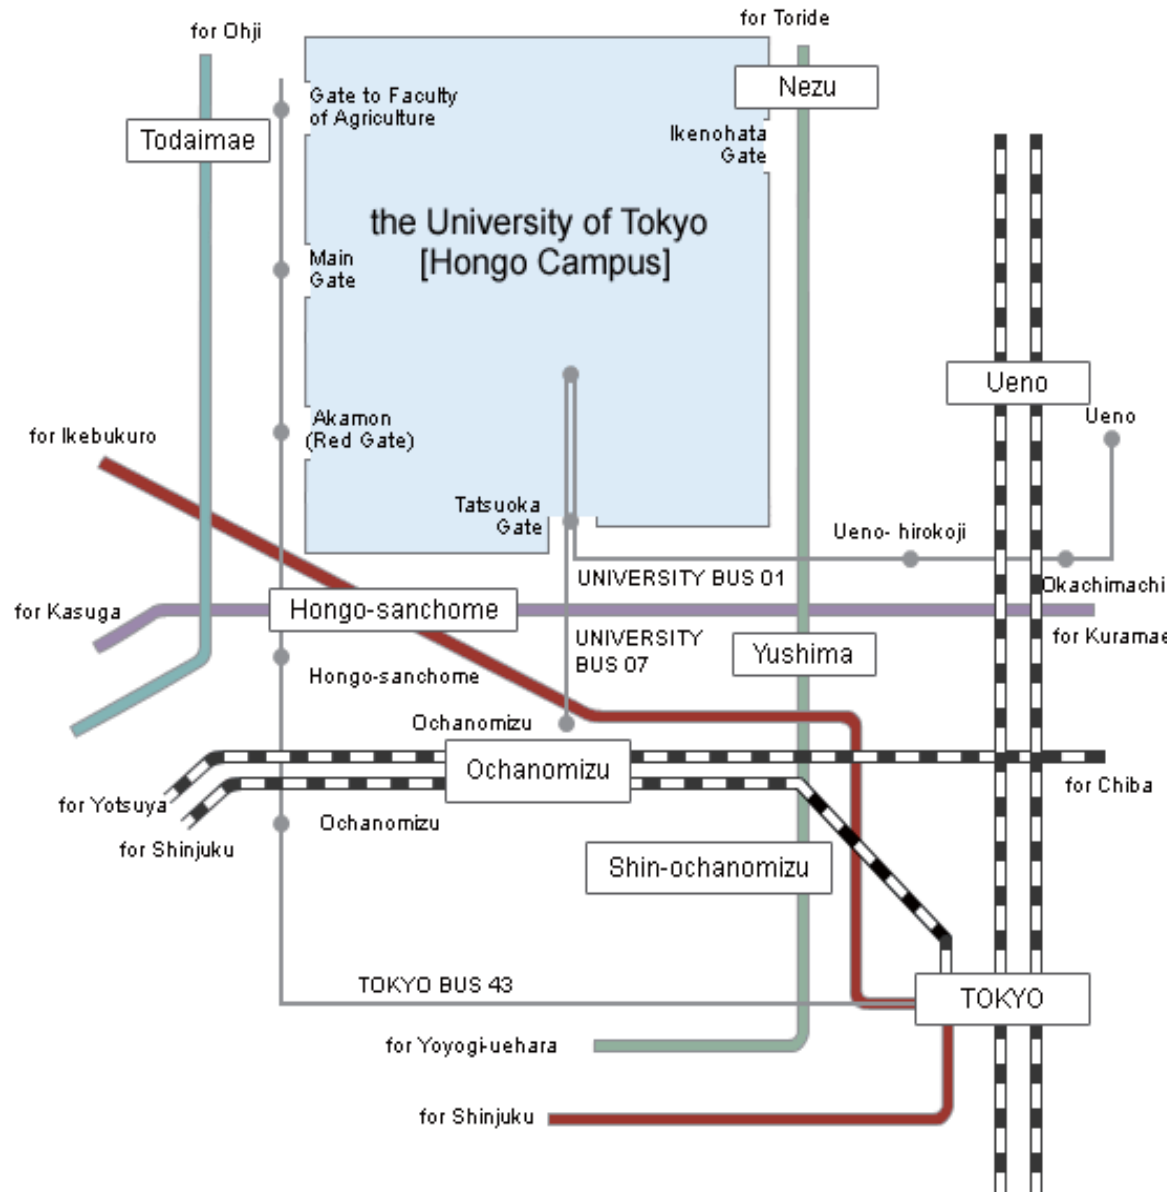 for Toride
for Ohji
Nezu
Gate to Faculty
of Agriculture
Todaimae
Ikenohata
Gate
the University of Tokyo
[Hongo Campus]
Main
Gate
Ueno
Ueno
Akamon
(Red Gate)
for Ikebukuro
Tatsuoka
Gate
Ueno- hirokoji
UNIVERSITY BUS 01
Okachimachi
Hongo-sanchome
for Kasuga
for Kuramae
UNIVERSITY
BUS 07
Yushima
Hongo-sanchome
Ochanomizu
Ochanomizu
for Chiba
for Yotsuya
Ochanomizu
for Shinjuku
Shin-ochanomizu
TOKYO BUS 43
TOKYO
for Yoyogi-uehara
for Shinjuku